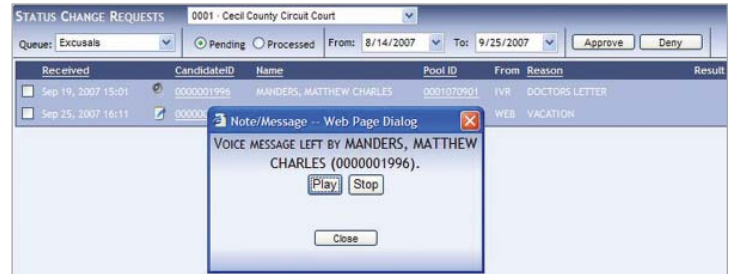 STATUS CHANGE REQUESTS 0001 - Cecil County Circuit Court
Queue: Excusals Pending Processed From: 8/14/2007 To: 9/25/2007 Approve Deny
Received CandidateID Name Pool ID From Reason Result
Sep 19, 2007 15:01 0000001996 MANDERS, MATTHEW CHARLES 0001070901 IVR DOCTORS LETTER
Sep 25, 2007 16:11 WEB VACATION
Note/Message -- Web Page Dialog
VOICE MESSAGE LEFT BY MANDERS, MATTHEW
CHARLES (0000001996).
Play Stop
Close